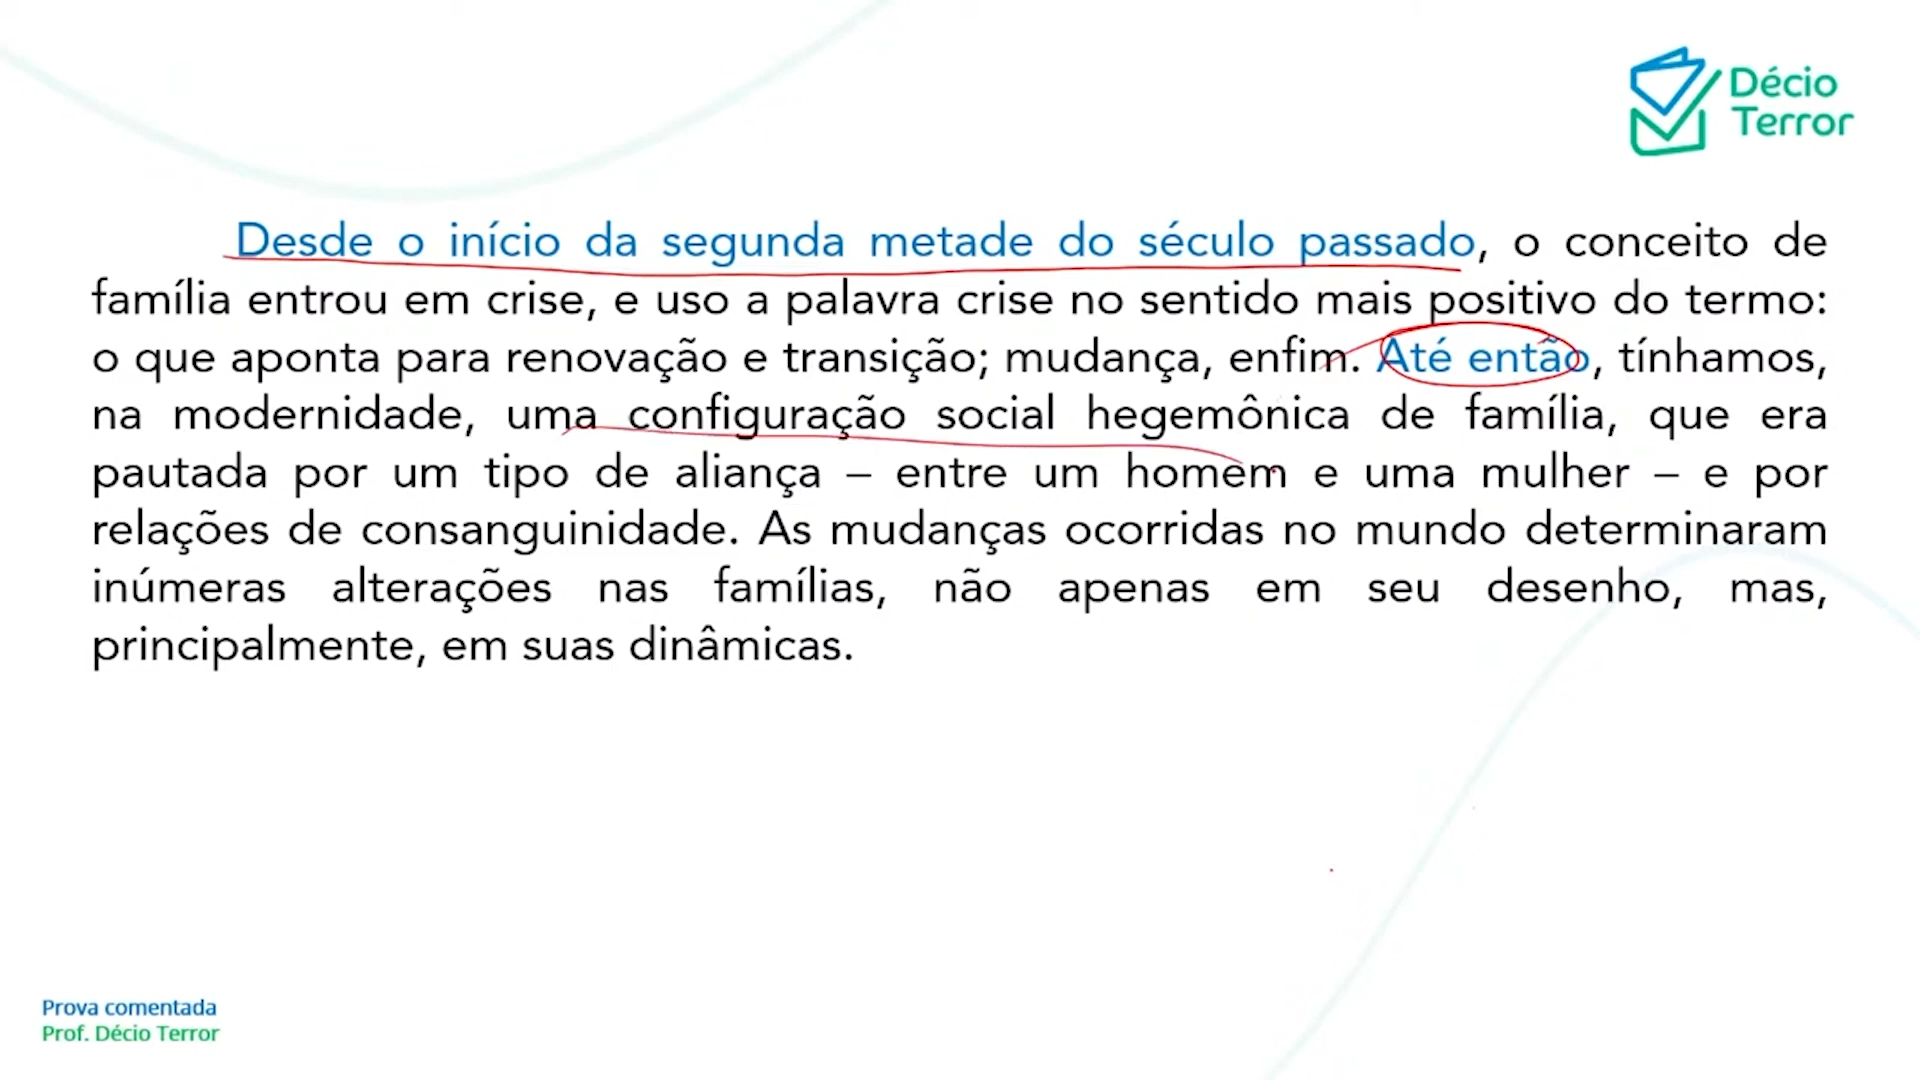 Décio
Terror
Desde o início da segunda metade do século passado, o conceito de
família entrou em crise, e uso a palavra crise no sentido mais positivo do termo:
o que aponta para renovação e transição; mudança, enfim. Até então, tínhamos,
na modernidade, uma configuração social hegemônica de família, que era
pautada por um tipo de aliança – entre um homem e uma mulher – e por
relações de consanguinidade. As mudanças ocorridas no mundo determinaram
inúmeras alterações nas famílias, não apenas em seu desenho, mas,
principalmente, em suas dinâmicas.
Prova comentada
Prof. Décio Terror